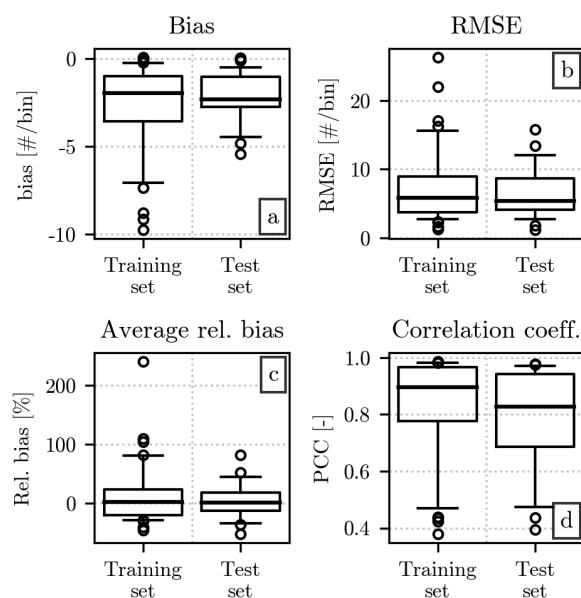 Bias
RMSE
bias [#/bin]
0
-5
-10
a
Training
set
Test
set
RMSE [#/bin]
20
10
0
b
Training
set
Test
set
Average rel. bias
Correlation coeff.
Rel. bias [%]
200
100
0
c
Training
set
Test
set
PCC [-]
1.0
0.8
0.6
0.4
d
Training
set
Test
set